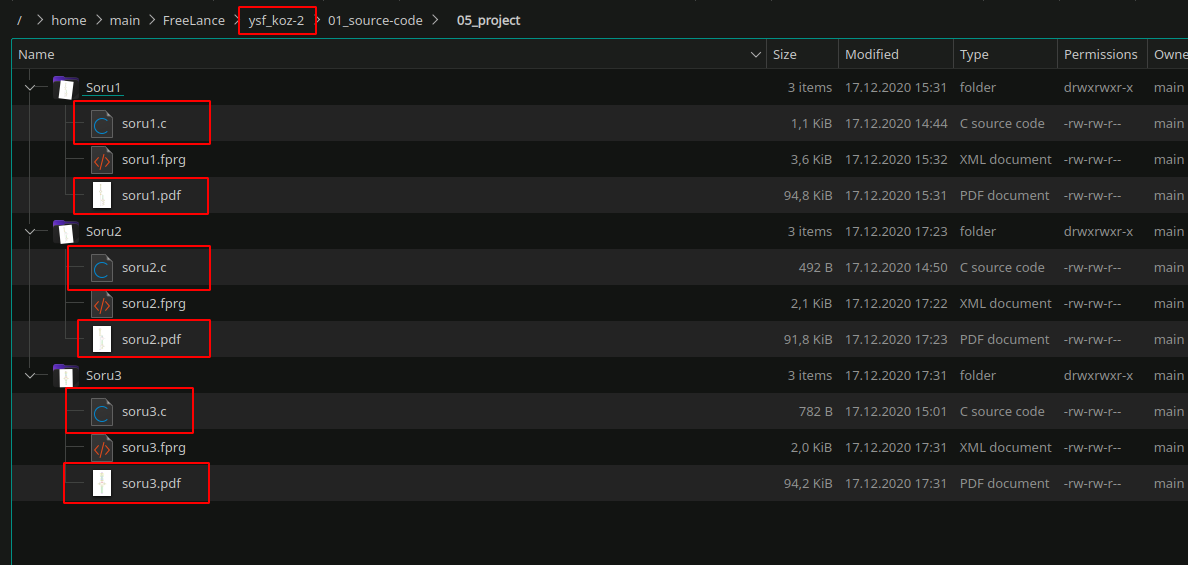 / > home > main > FreeLance > ysf_koz-2 > 01_source-code > 05_project
Name Size Modified Type Permissions Owne
Soru1 3 items 17.12.2020 15:31 folder drwxrwxr-x main
soru1.c 1,1 KiB 17.12.2020 14:44 C source code -rw-rw-r-- main
soru1.fprg 3,6 KiB 17.12.2020 15:32 XML document -rw-rw-r-- main
soru1.pdf 94,8 KiB 17.12.2020 15:31 PDF document -rw-rw-r-- main
Soru2 3 items 17.12.2020 17:23 folder drwxrwxr-x main
soru2.c 492 B 17.12.2020 14:50 C source code -rw-rw-r-- main
soru2.fprg 2,1 KiB 17.12.2020 17:22 XML document -rw-rw-r-- main
soru2.pdf 91,8 KiB 17.12.2020 17:23 PDF document -rw-rw-r-- main
Soru3 3 items 17.12.2020 17:31 folder drwxrwxr-x main
soru3.c 782 B 17.12.2020 15:01 C source code -rw-rw-r-- main
soru3.fprg 2,0 KiB 17.12.2020 17:31 XML document -rw-rw-r-- main
soru3.pdf 94,2 KiB 17.12.2020 17:31 PDF document -rw-rw-r-- main